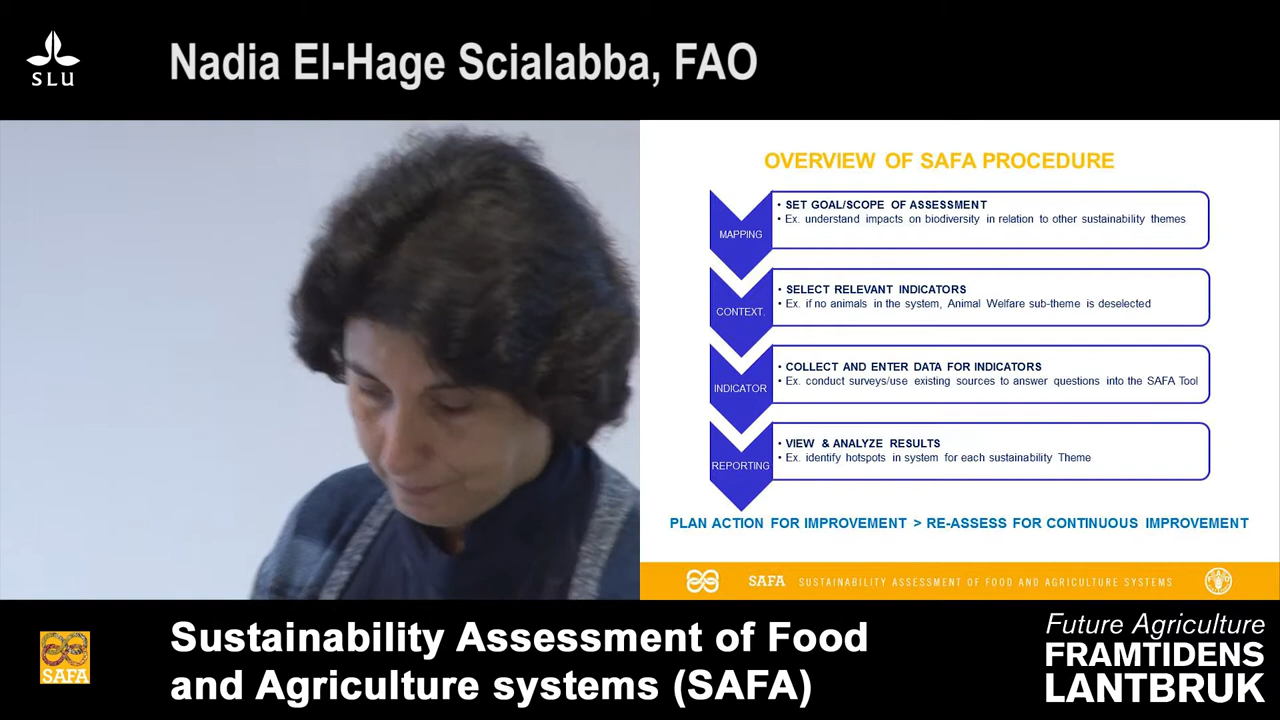 SLU
Nadia El-Hage Scialabba, FAO
OVERVIEW OF SAFA PROCEDURE
MAPPING
• SET GOAL/SCOPE OF ASSESSMENT
• Ex. understand impacts on biodiversity in relation to other sustainability themes
CONTEXT.
• SELECT RELEVANT INDICATORS
• Ex. if no animals in the system, Animal Welfare sub-theme is deselected
INDICATOR
• COLLECT AND ENTER DATA FOR INDICATORS
• Ex. conduct surveys/use existing sources to answer questions into the SAFA Tool
REPORTING
• VIEW & ANALYZE RESULTS
• Ex. identify hotspots in system for each sustainability Theme
PLAN ACTION FOR IMPROVEMENT > RE-ASSESS FOR CONTINUOUS IMPROVEMENT
SAFA SUSTAINABILITY ASSESSMENT OF FOOD AND AGRICULTURE SYSTEMS
SAFA
Sustainability Assessment of Food
and Agriculture systems (SAFA)
Future Agriculture
FRAMTIDENS
LANTBRUK